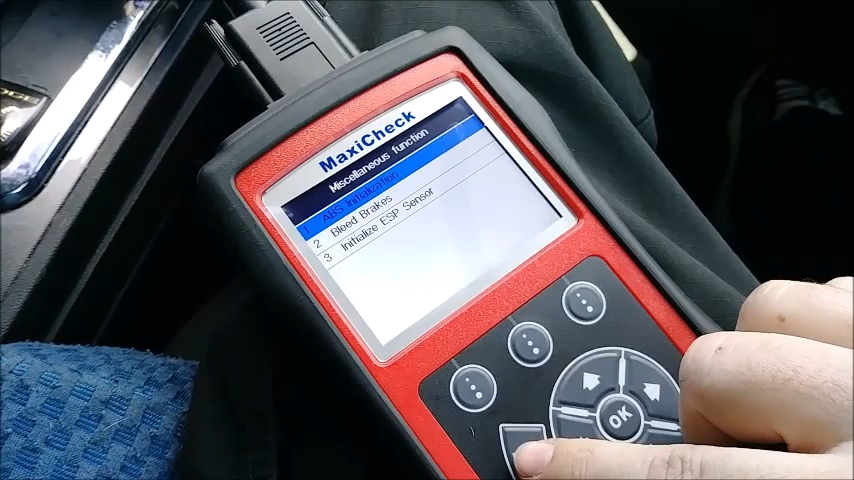 MaxiCheck
Miscellaneous function
1 ABS Initialization
2 Bleed Brakes
3 Initialize ESP Sensor
OK